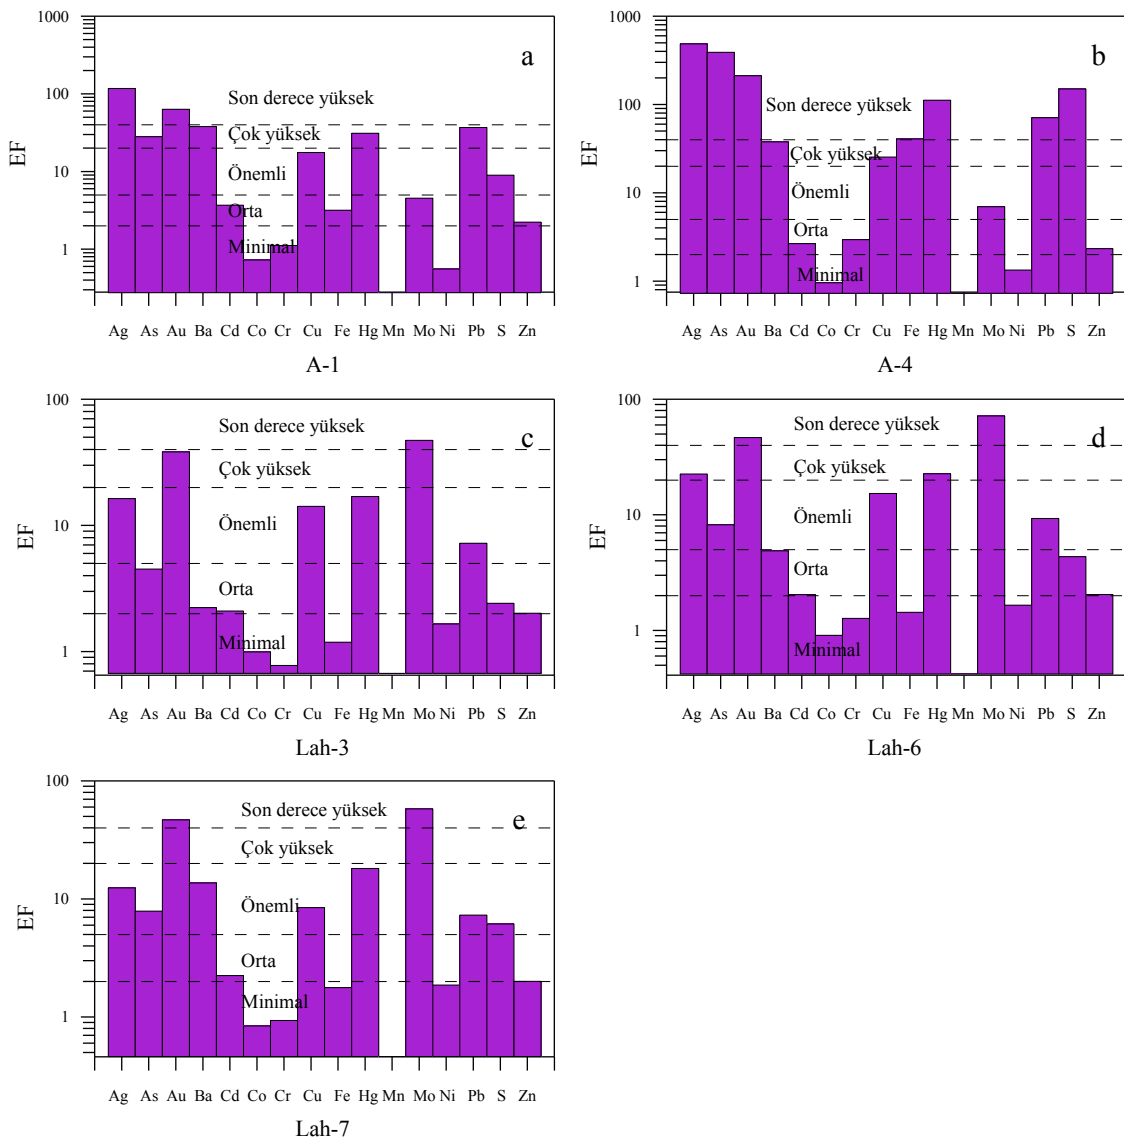 1000
100
10
1
EF
a
Son derece yüksek
Çok yüksek
Önemli
Orta
Minimal
Ag As Au Ba Cd Co Cr Cu Fe Hg Mn Mo Ni Pb S Zn
A-1
1000
100
10
1
EF
b
Son derece yüksek
Çok yüksek
Önemli
Orta
Minimal
Ag As Au Ba Cd Co Cr Cu Fe Hg Mn Mo Ni Pb S Zn
A-4
100
10
1
EF
c
Son derece yüksek
Çok yüksek
Önemli
Orta
Minimal
Ag As Au Ba Cd Co Cr Cu Fe Hg Mn Mo Ni Pb S Zn
Lah-3
100
10
1
EF
d
Son derece yüksek
Çok yüksek
Önemli
Orta
Minimal
Ag As Au Ba Cd Co Cr Cu Fe Hg Mn Mo Ni Pb S Zn
Lah-6
100
10
1
EF
e
Son derece yüksek
Çok yüksek
Önemli
Orta
Minimal
Ag As Au Ba Cd Co Cr Cu Fe Hg Mn Mo Ni Pb S Zn
Lah-7